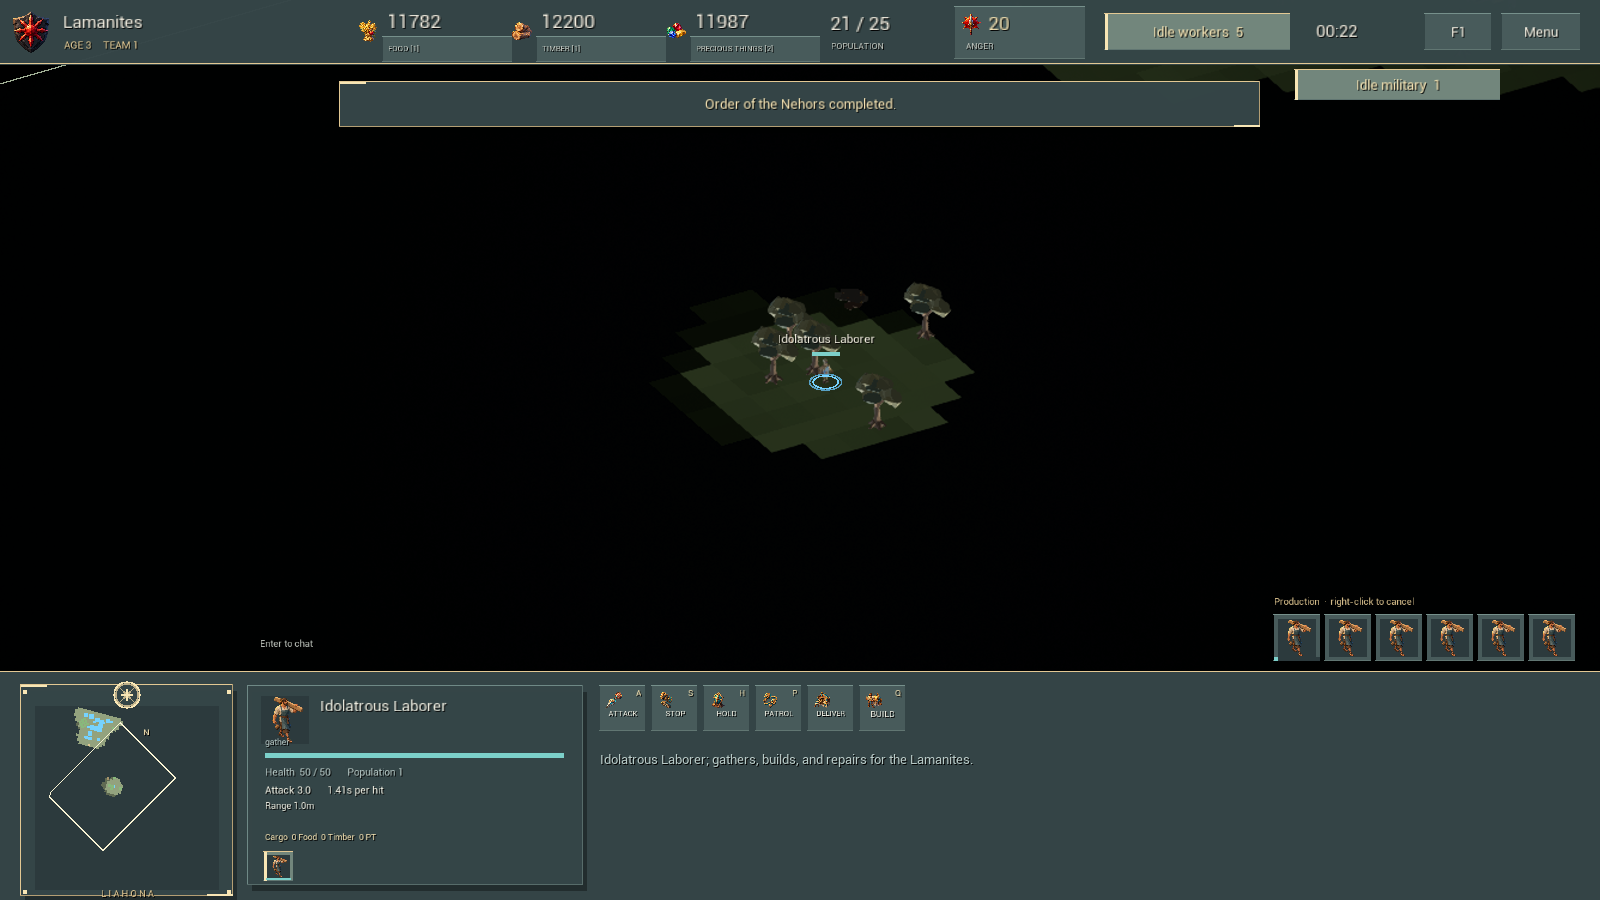 Lamanites
AGE 3 TEAM 1
11782
FOOD [1]
12200
TIMBER [1]
11987
PRECIOUS THINGS [2]
21 / 25
POPULATION
20
ANGER
Idle workers 5
00:22
F1
Menu
Idle military 1
Order of the Nehors completed.
Idolatrous Laborer
Production · right-click to cancel
Enter to chat
N
LIAHONA
Idolatrous Laborer
gather
Health 50 / 50 Population 1
Attack 3.0 1.41s per hit
Range 1.0m
Cargo 0 Food 0 Timber 0 PT
A
ATTACK
S
STOP
H
HOLD
P
PATROL
DELIVER
Q
BUILD
Idolatrous Laborer; gathers, builds, and repairs for the Lamanites.